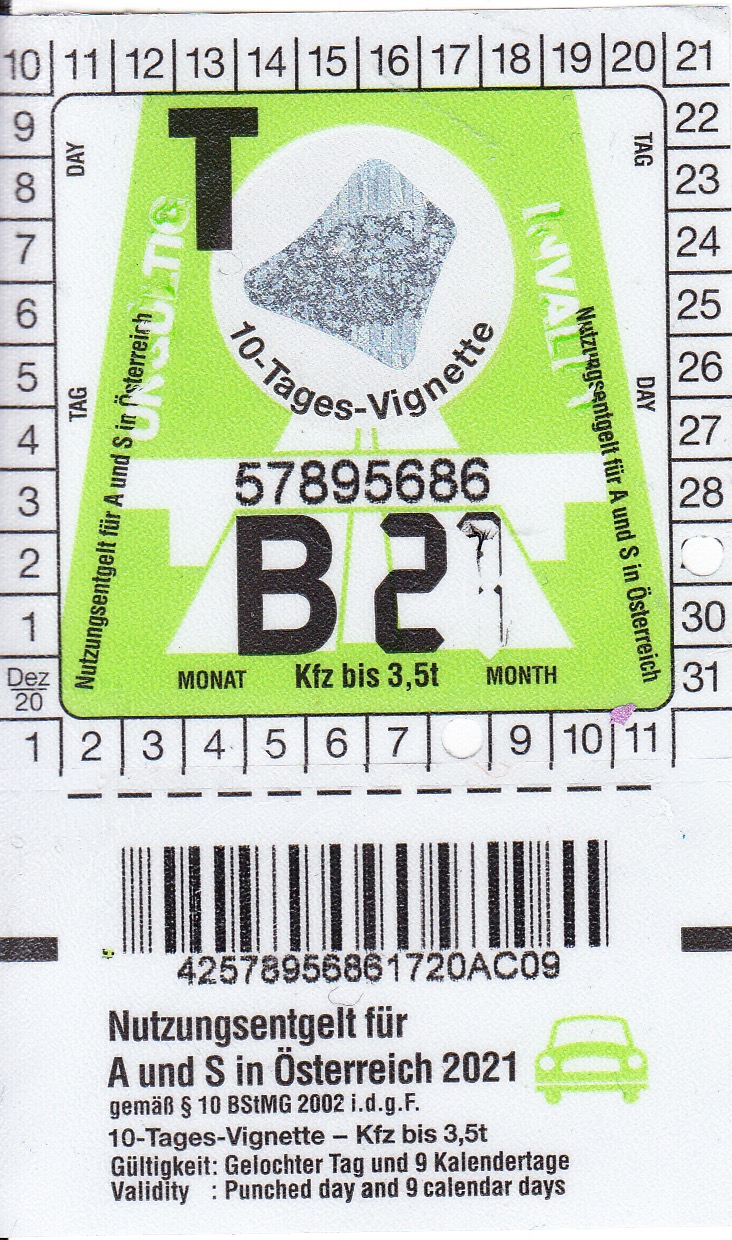 10 11 12 13 14 15 16 17 18 19 20 21
9 T 22
DAY TAG
8 23
7 24
UNGÜLTIG INVALID
6 25
5 26
10-Tages-Vignette
TAG DAY
4 27
Nutzungsentgelt für A und S in Österreich
Nutzungsentgelt für A und S in Österreich
57895686
3 28
2
B 21
1 30
Dez
20
MONAT Kfz bis 3,5t MONTH
31
1 2 3 4 5 6 7 9 10 11
42578956861720AC09
Nutzungsentgelt für
A und S in Österreich 2021
gemäß § 10 BStMG 2002 i.d.g.F.
10-Tages-Vignette – Kfz bis 3,5t
Gültigkeit: Gelochter Tag und 9 Kalendertage
Validity : Punched day and 9 calendar days